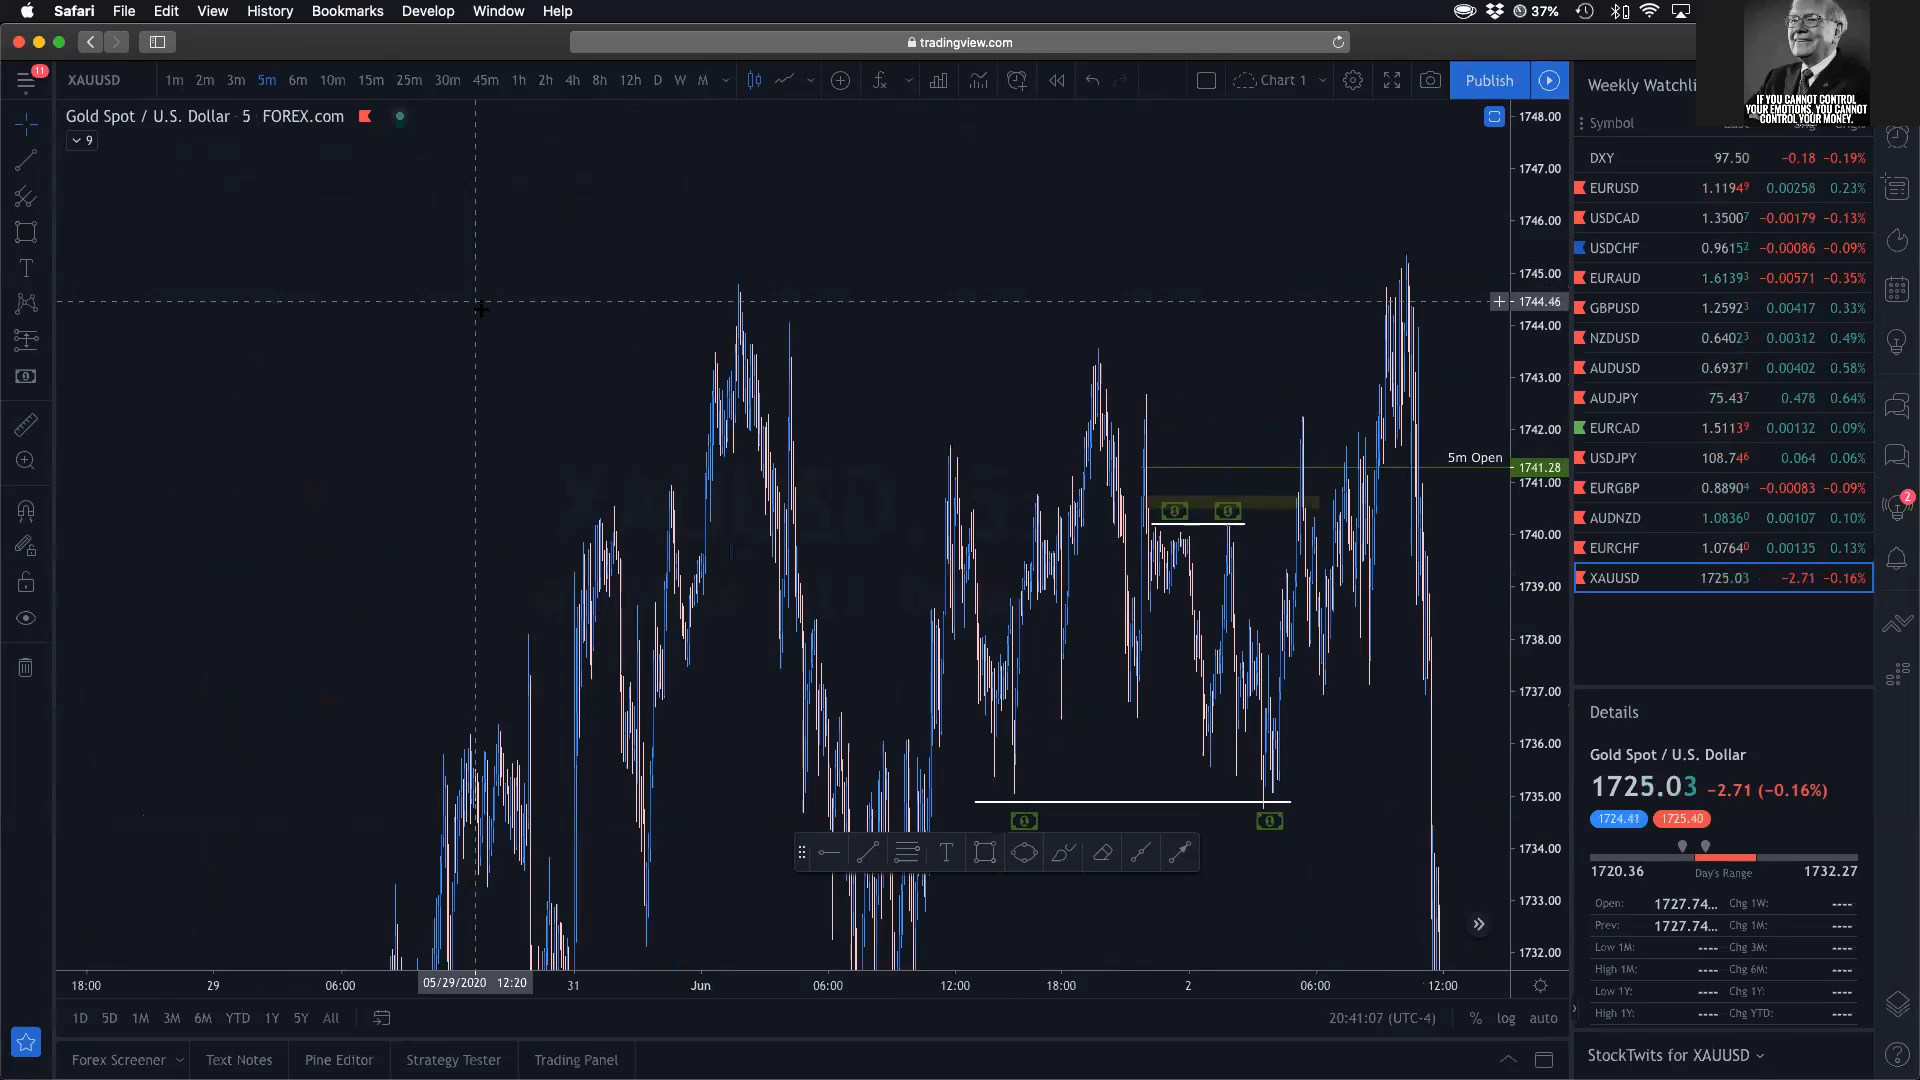 Safari File Edit View History Bookmarks Develop Window Help 37%
tradingview.com
11 XAUUSD 1m 2m 3m 5m 6m 10m 15m 25m 30m 45m 1h 2h 4h 8h 12h D W M Chart 1 Publish
Gold Spot / U.S. Dollar · 5 FOREX.com
9
1748.00
1747.00
1746.00
1745.00
1744.46
1744.00
1743.00
1742.00
5m Open
1741.28
1741.00
1740.00
1739.00
1738.00
1737.00
1736.00
1735.00
1734.00
1733.00
1732.00
18:00 29 06:00 05/29/2020 12:20 31 Jun 06:00 12:00 18:00 2 06:00 12:00
1D 5D 1M 3M 6M YTD 1Y 5Y All 20:41:07 (UTC-4) % log auto
Forex Screener Text Notes Pine Editor Strategy Tester Trading Panel
IF YOU CANNOT CONTROL
YOUR EMOTIONS, YOU CANNOT
CONTROL YOUR MONEY.
Weekly Watchli
Symbol
DXY 97.50 −0.18 −0.19%
EURUSD 1.11949 0.00258 0.23%
USDCAD 1.35007 −0.00179 −0.13%
USDCHF 0.96152 −0.00086 −0.09%
EURAUD 1.61393 −0.00571 −0.35%
GBPUSD 1.25923 0.00417 0.33%
NZDUSD 0.64023 0.00312 0.49%
AUDUSD 0.69371 0.00402 0.58%
AUDJPY 75.437 0.478 0.64%
EURCAD 1.51139 0.00132 0.09%
USDJPY 108.746 0.064 0.06%
EURGBP 0.8890 −0.00083 −0.09%
AUDNZD 1.08360 0.00107 0.10%
EURCHF 1.07640 0.00135 0.13%
XAUUSD 1725.03 −2.71 −0.16%
2
Details
Gold Spot / U.S. Dollar
1725.03 −2.71 (−0.16%)
1724.41 1725.40
1720.36 Day's Range 1732.27
Open: 1727.74... Chg 1W: ----
Prev: 1727.74... Chg 1M: ----
Low 1M: ---- Chg 3M: ----
High 1M: ---- Chg 6M: ----
Low 1Y: ---- Chg 1Y: ----
High 1Y: ---- Chg YTD: ----
StockTwits for XAUUSD